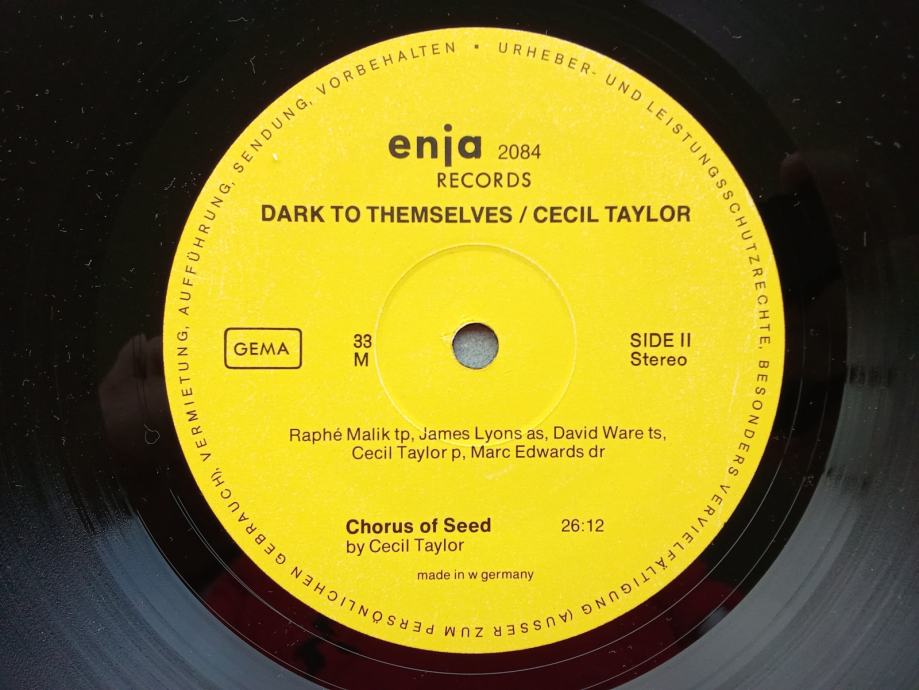 enja 2084
RECORDS
DARK TO THEMSELVES / CECIL TAYLOR
GEMA
33
M
SIDE II
Stereo
Raphé Malik tp, James Lyons as, David Ware ts,
Cecil Taylor p, Marc Edwards dr
Chorus of Seed 26:12
by Cecil Taylor
made in w germany
URHEBER- UND LEISTUNGSSCHUTZRECHTE, BESONDERS VERVIELFÄLTIGUNG (AUSSER ZUM PERSÖNLICHEN GEBRAUCH), VERMIETUNG, AUFFÜHRUNG, SENDUNG, VORBEHALTEN •